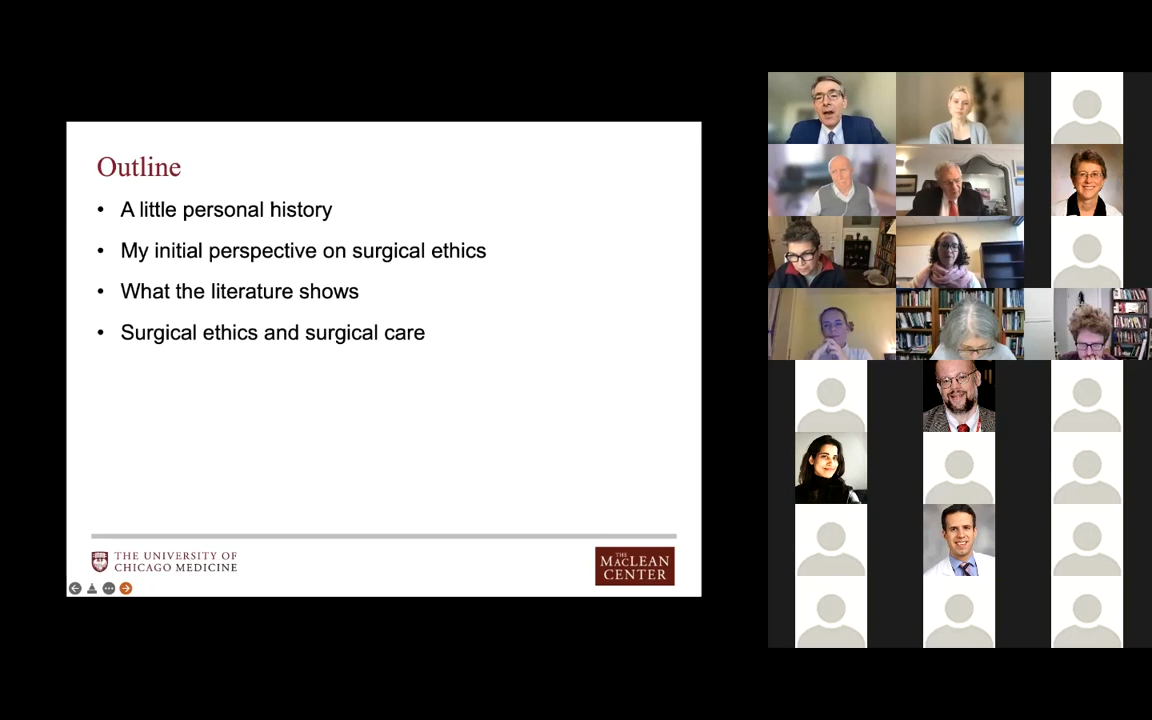 Outline
• A little personal history
• My initial perspective on surgical ethics
• What the literature shows
• Surgical ethics and surgical care
THE UNIVERSITY OF
CHICAGO MEDICINE
THE
MACLEAN
CENTER